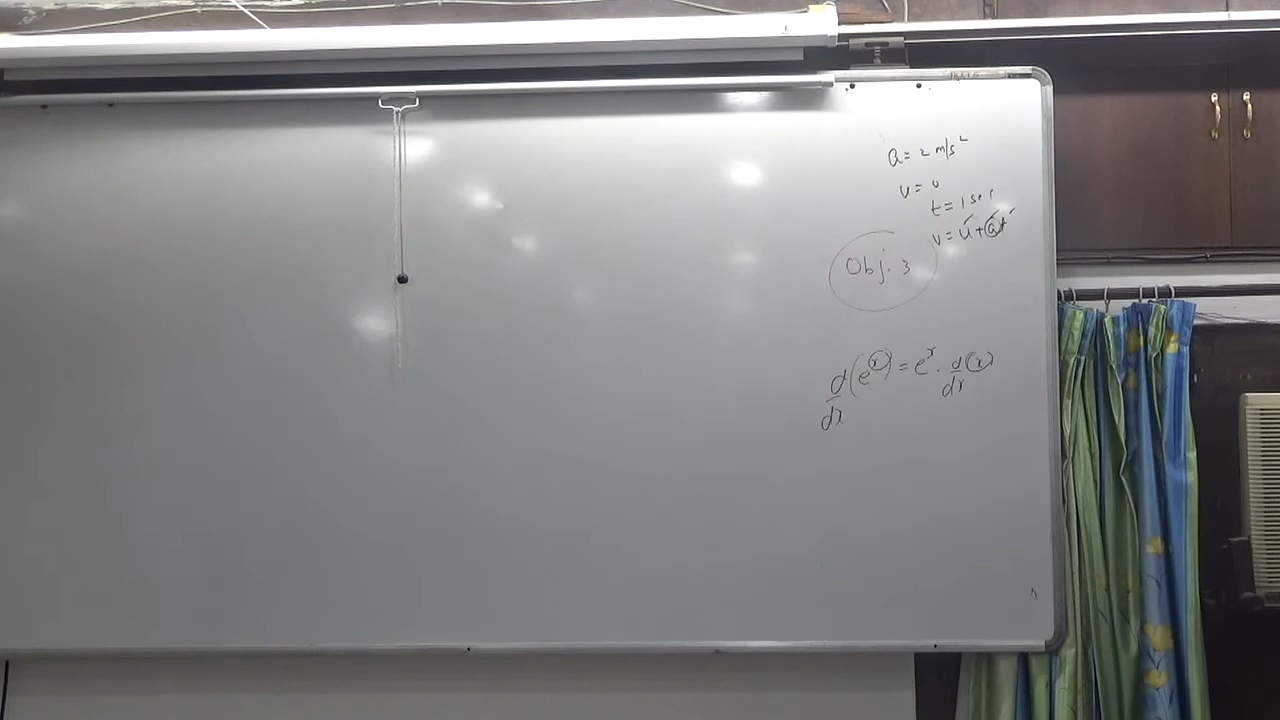 a = 2 m/s²
v = 0
t = 1 sec
v = u + at
Obj. 3
d/dx (e^x) = e^x · d/dx (x)